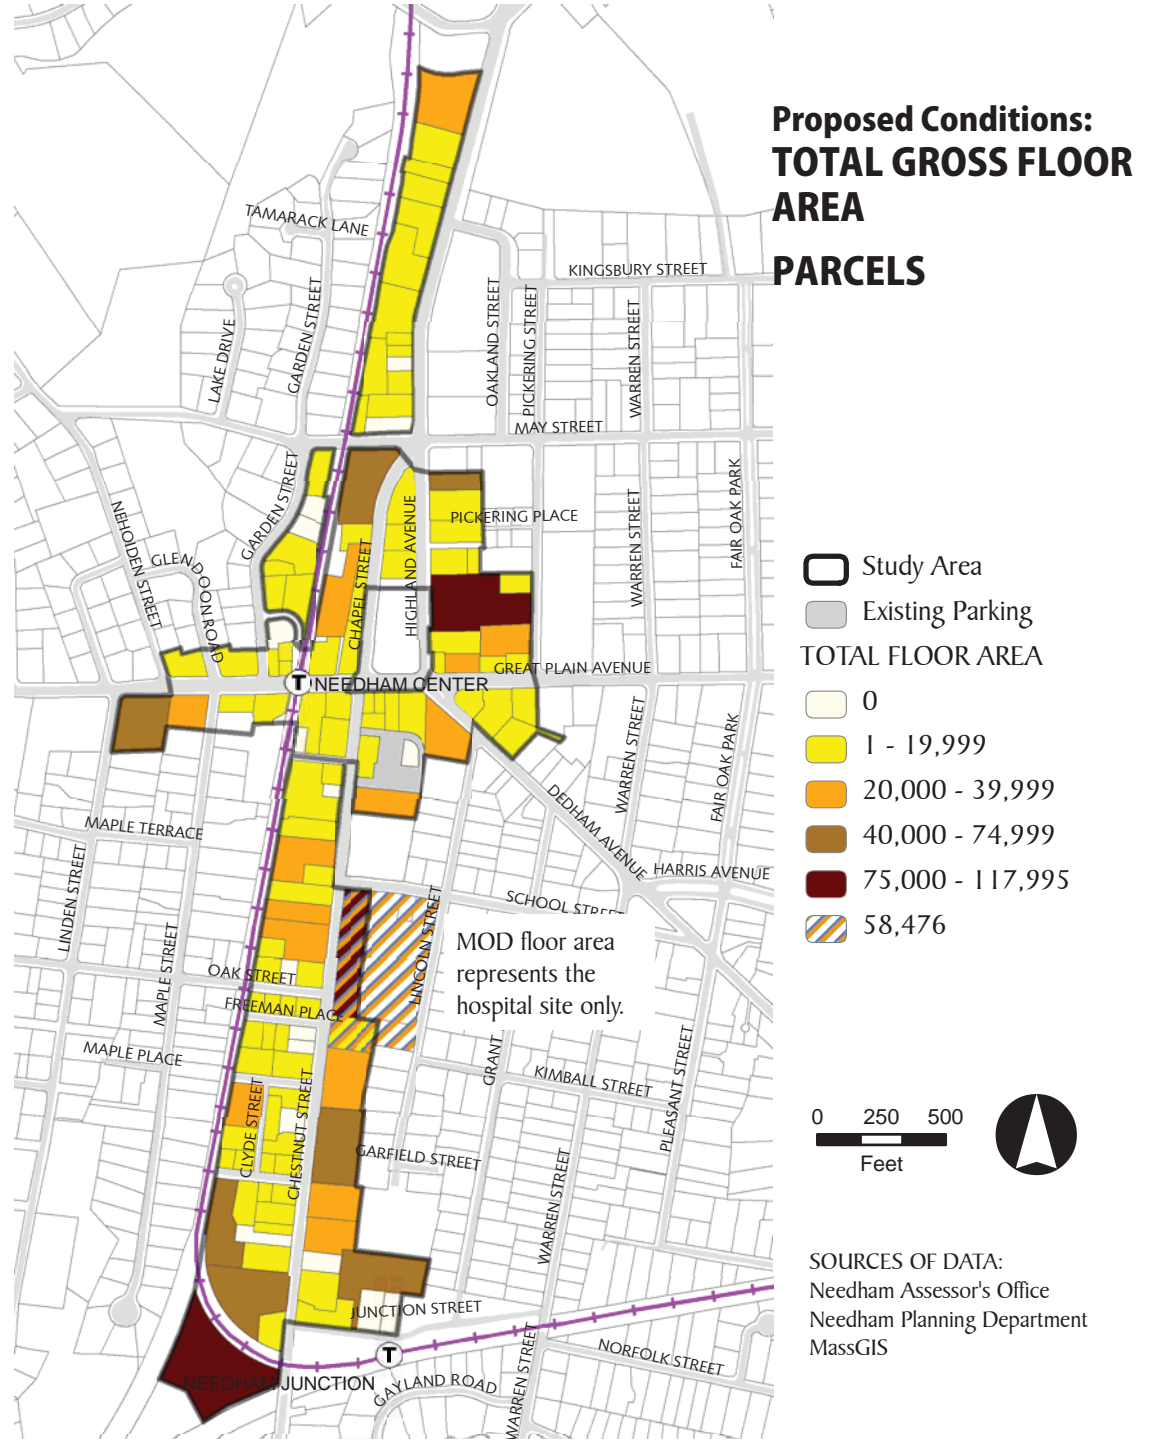 Proposed Conditions:
TOTAL GROSS FLOOR
AREA
PARCELS
TAMARACK LANE
KINGSBURY STREET
LAKE DRIVE
GARDEN STREET
OAKLAND STREET
PICKERING STREET
WARREN STREET
MAY STREET
NEHOIDEN STREET
GLENDOON ROAD
GARDEN STREET
CHAPEL STREET
HIGHLAND AVENUE
PICKERING PLACE
WARREN STREET
FAIR OAK PARK
GREAT PLAIN AVENUE
T
NEEDHAM CENTER
WARREN STREET
FAIR OAK PARK
DEDHAM AVENUE
HARRIS AVENUE
MAPLE TERRACE
LINDEN STREET
MAPLE STREET
SCHOOL STREET
LINCOLN STREET
MOD floor area
represents the
hospital site only.
OAK STREET
FREEMAN PLACE
MAPLE PLACE
CLYDE STREET
CHESTNUT STREET
GRANT
KIMBALL STREET
PLEASANT STREET
GARFIELD STREET
WARREN STREET
JUNCTION STREET
T
NEEDHAM JUNCTION
GAYLAND ROAD
WARREN STREET
NORFOLK STREET
Study Area
Existing Parking
TOTAL FLOOR AREA
0
1 - 19,999
20,000 - 39,999
40,000 - 74,999
75,000 - 117,995
58,476
0 250 500
Feet
SOURCES OF DATA:
Needham Assessor's Office
Needham Planning Department
MassGIS